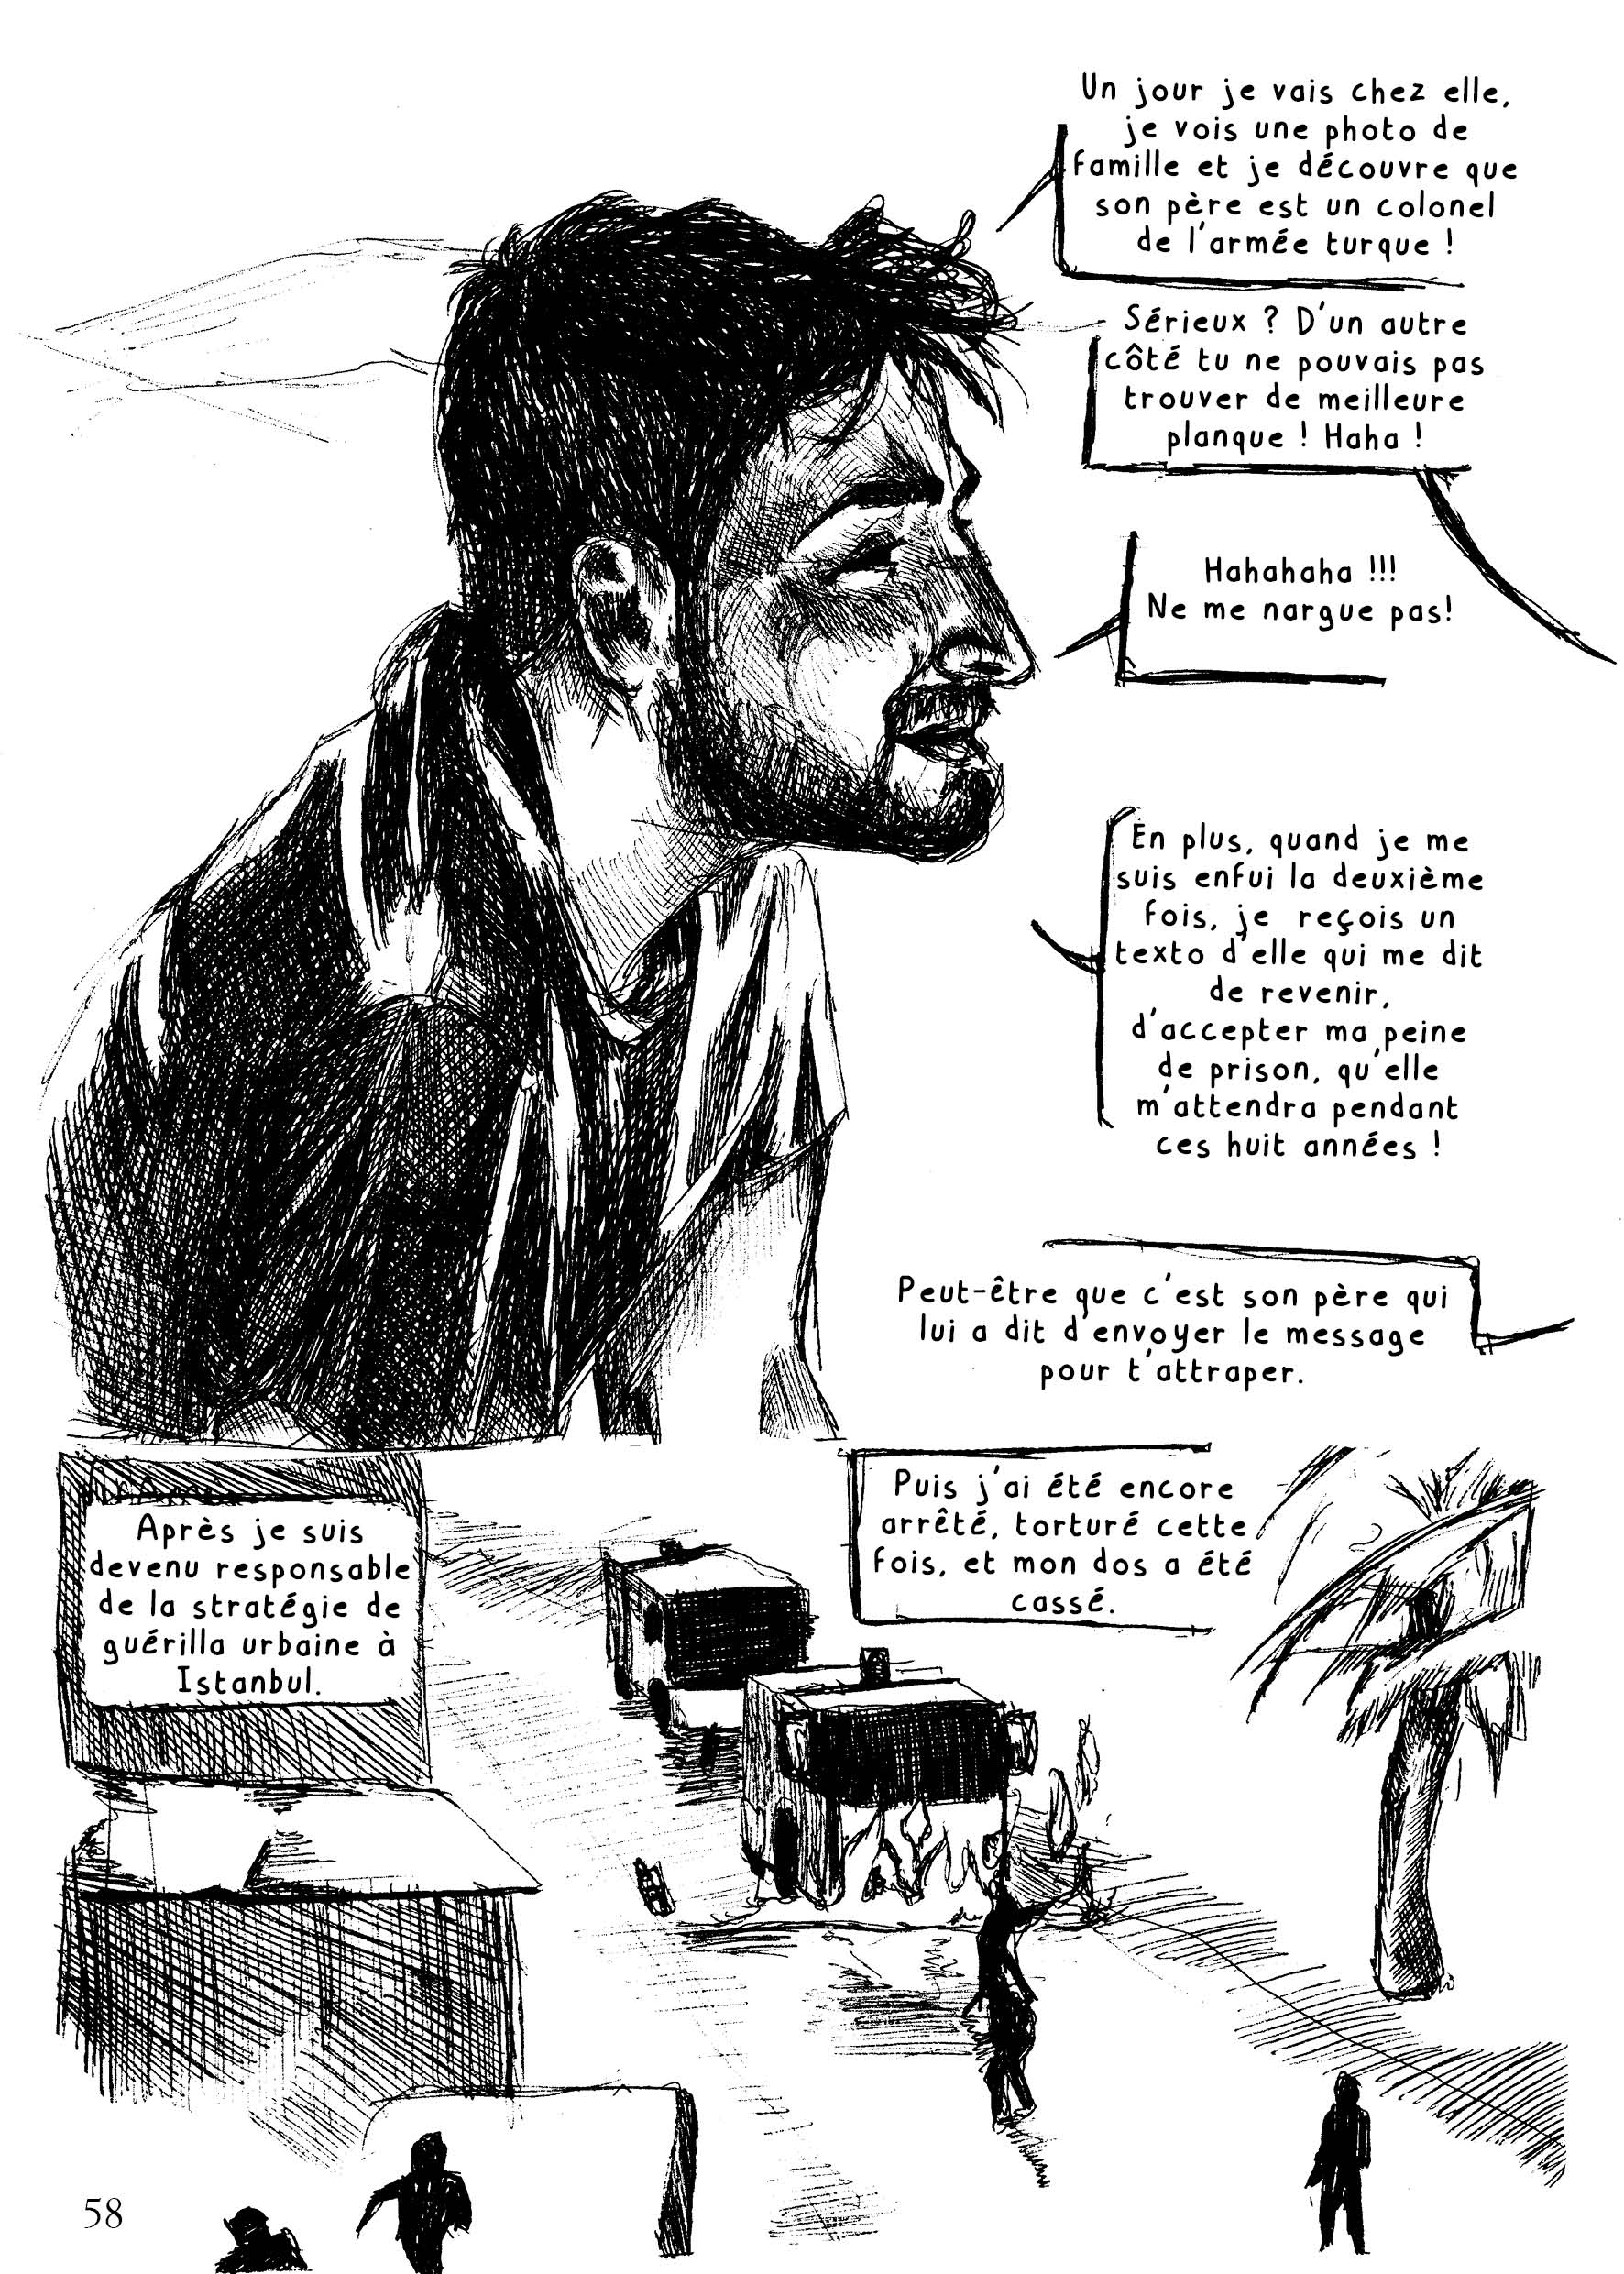 Un jour je vais chez elle,
je vois une photo de
famille et je découvre que
son père est un colonel
de l'armée turque !
Sérieux ? D'un autre
côté tu ne pouvais pas
trouver de meilleure
planque ! Haha !
Hahahaha !!!
Ne me nargue pas!
En plus, quand je me
suis enfui la deuxième
fois, je reçois un
texto d'elle qui me dit
de revenir,
d'accepter ma peine
de prison, qu'elle
m'attendra pendant
ces huit années !
Peut-être que c'est son père qui
lui a dit d'envoyer le message
pour t'attraper.
Après je suis
devenu responsable
de la stratégie de
guérilla urbaine à
Istanbul.
Puis j'ai été encore
arrêté, torturé cette
fois, et mon dos a été
cassé.
58